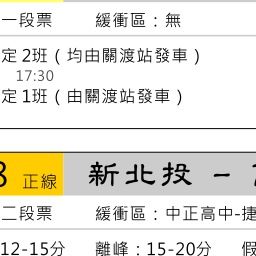 一段票 緩衝區：無
定 2班（均由關渡站發車）
17:30
定 1班（由關渡站發車）
8 正線 新北投 –
二段票 緩衝區：中正高中-捷
12-15分 離峰：15-20分 假